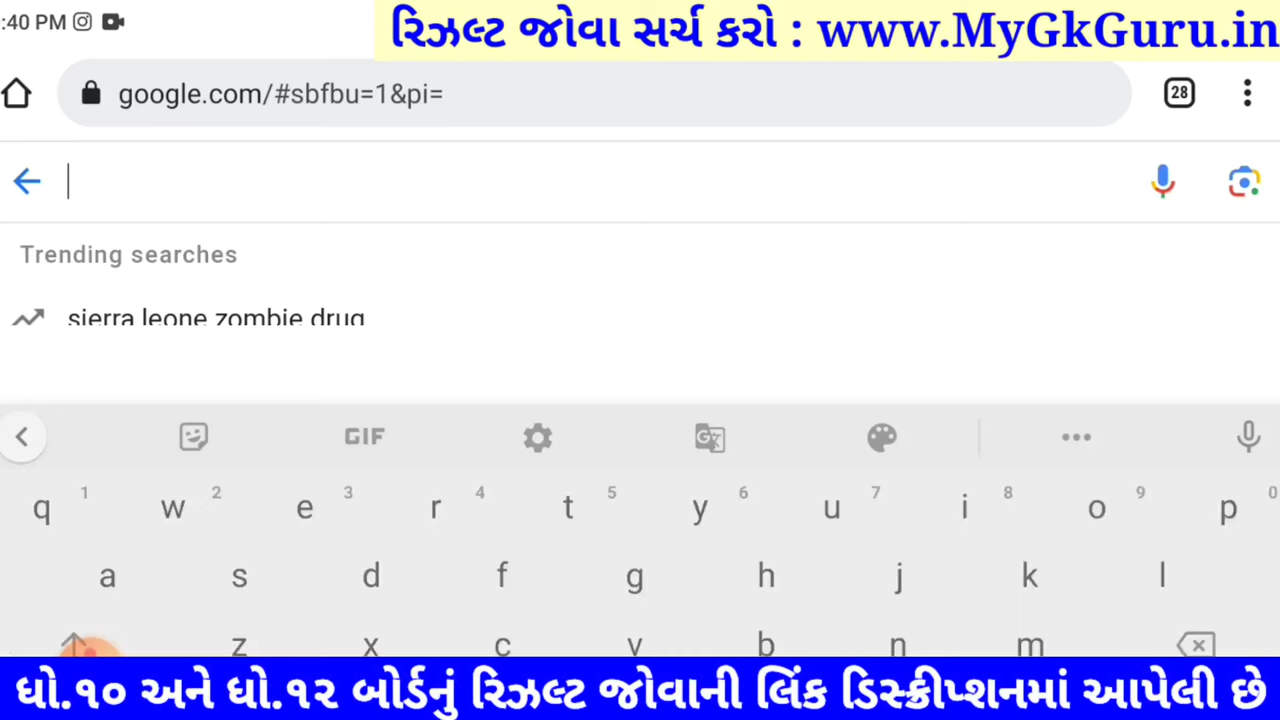 :40 PM
રિઝલ્ટ જોવા સર્ચ કરો : www.MyGkGuru.in
google.com/#sbfbu=1&pi=
28
Trending searches
sierra leone zombie drug
GIF
q 1 w 2 e 3 r 4 t 5 y 6 u 7 i 8 o 9 p 0
a s d f g h j k l
z x c v b n m
ધો.૧૦ અને ધો.૧૨ બોર્ડનું રિઝલ્ટ જોવાની લિંક ડિસ્ક્રીપ્શનમાં આપેલી છે